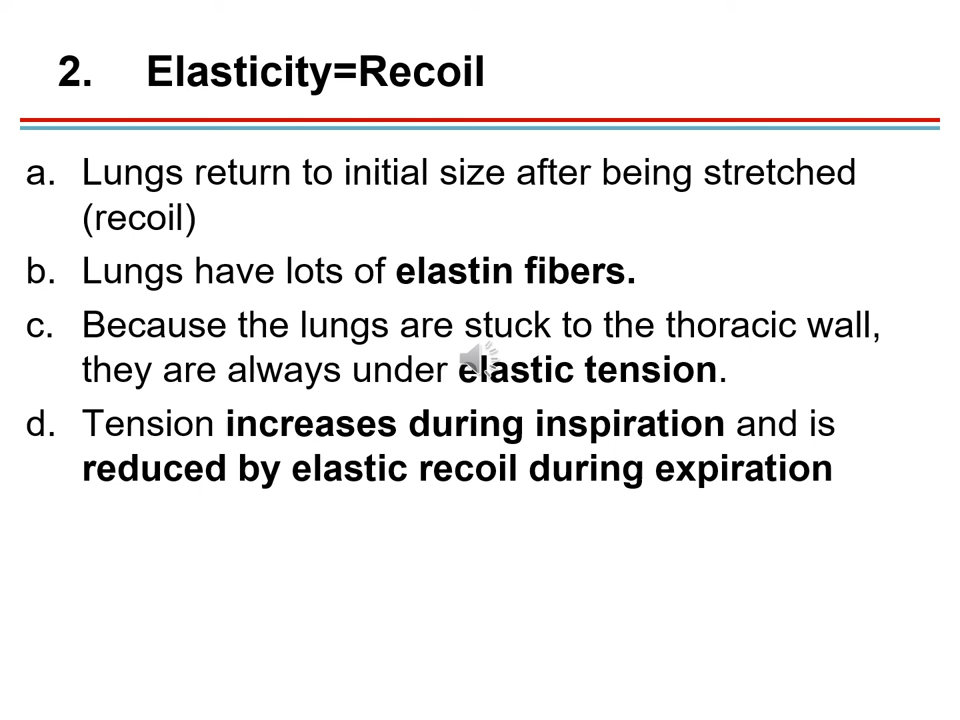 2. Elasticity=Recoil
a. Lungs return to initial size after being stretched
(recoil)
b. Lungs have lots of elastin fibers.
c. Because the lungs are stuck to the thoracic wall,
they are always under elastic tension.
d. Tension increases during inspiration and is
reduced by elastic recoil during expiration